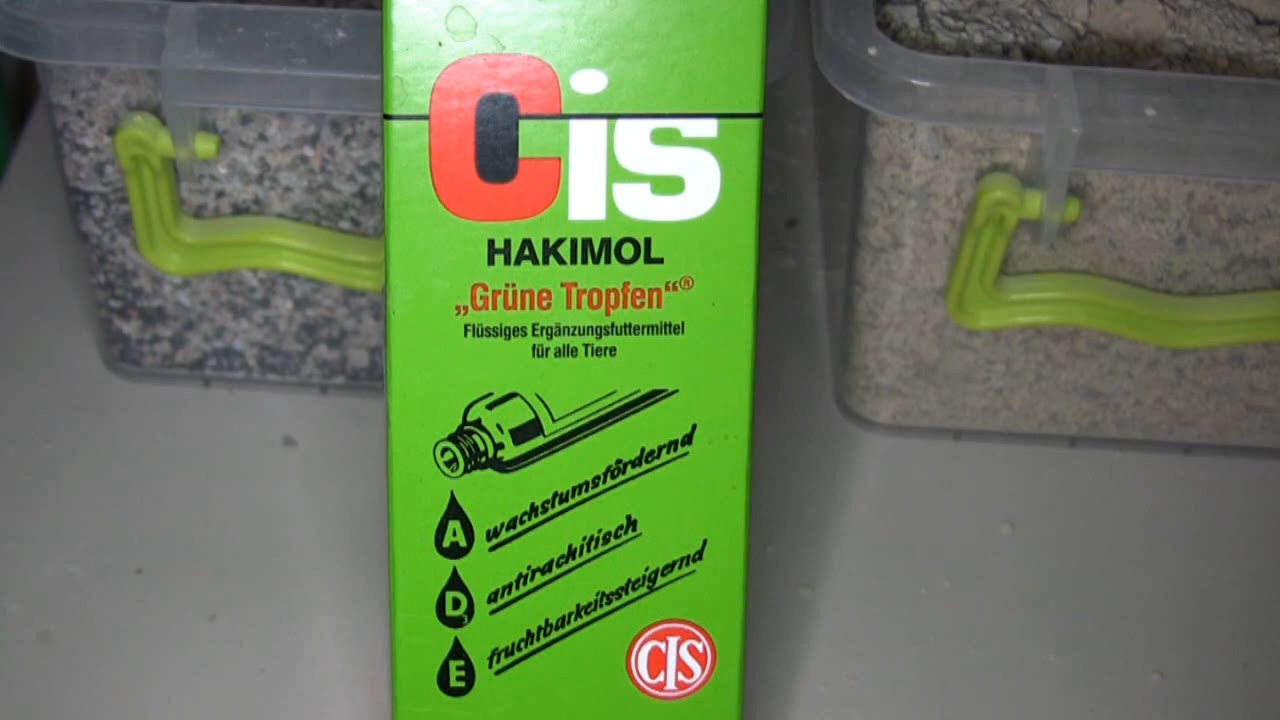 Cis
HAKIMOL
„Grüne Tropfen“®
Flüssiges Ergänzungsfuttermittel
für alle Tiere
A wachstumsfördernd
D3 antirachitisch
E fruchtbarkeitssteigernd
CIS